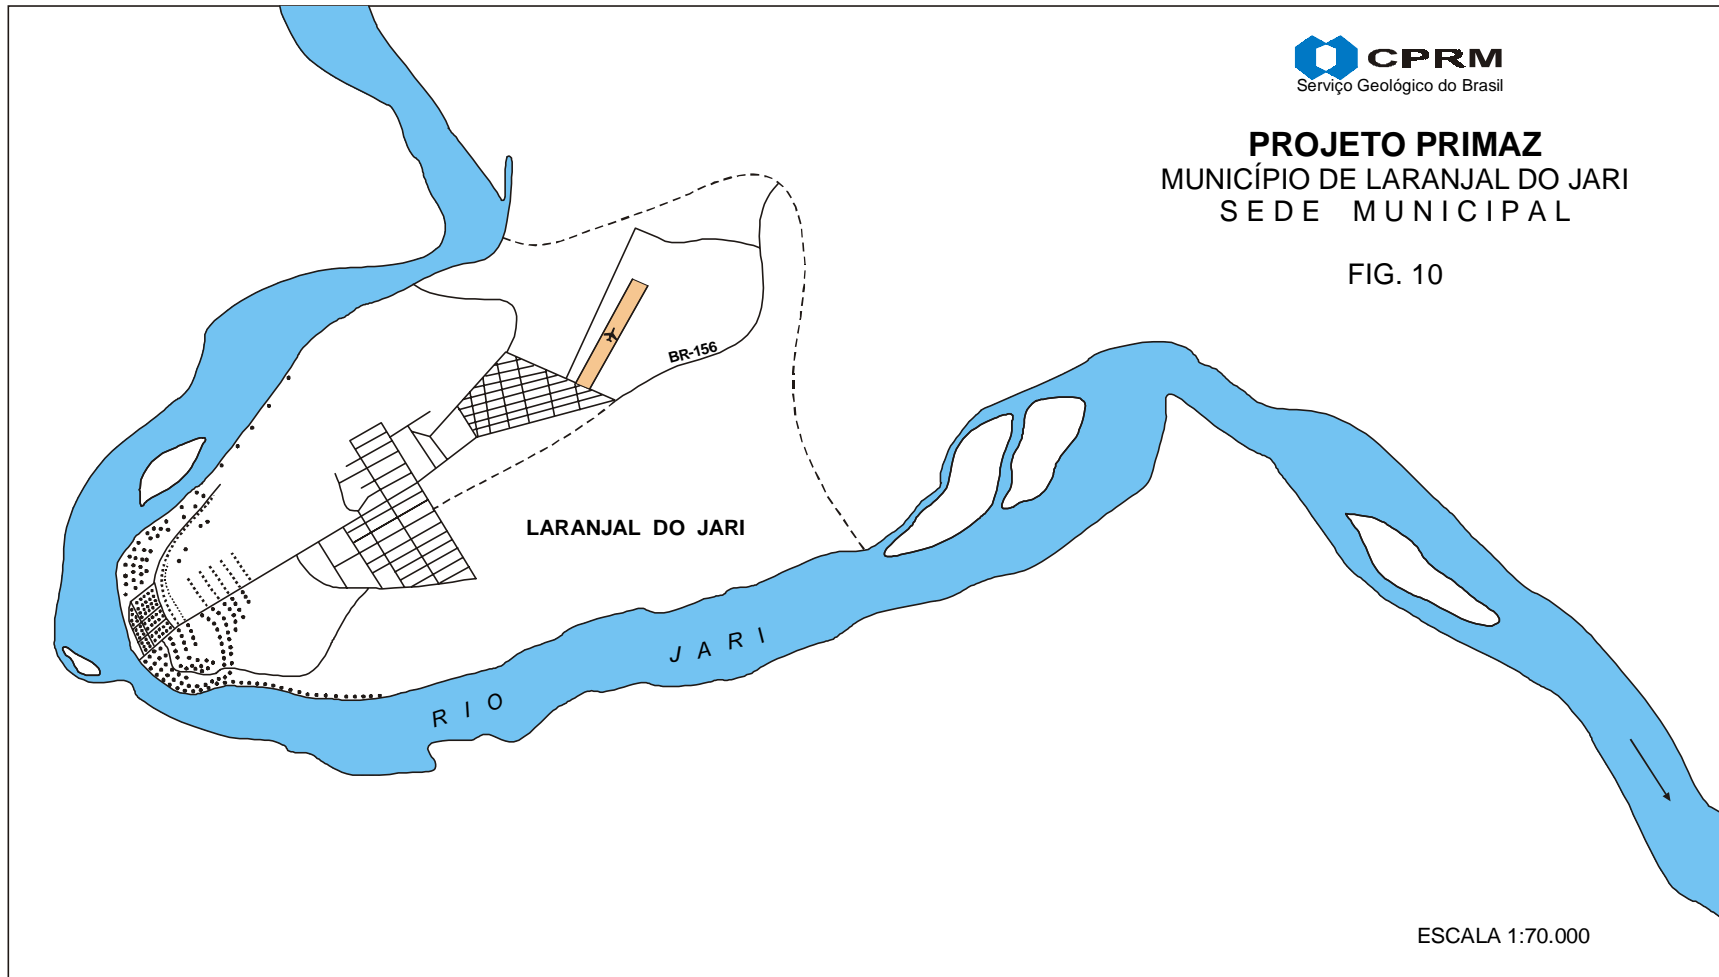 CPRM
Serviço Geológico do Brasil
PROJETO PRIMAZ
MUNICÍPIO DE LARANJAL DO JARI
SEDE MUNICIPAL
FIG. 10
BR-156
LARANJAL DO JARI
RIO JARI
ESCALA 1:70.000